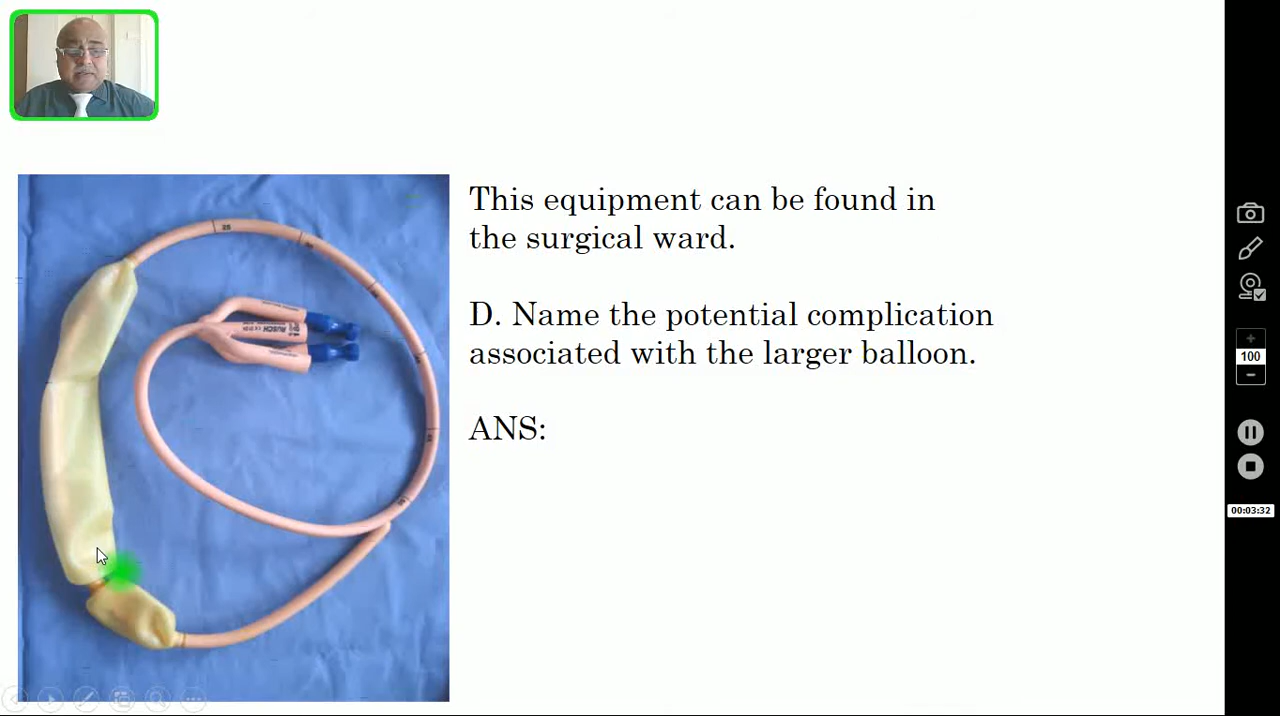 This equipment can be found in
the surgical ward.
D. Name the potential complication
associated with the larger balloon.
ANS:
RUSCH
100
00:03:32